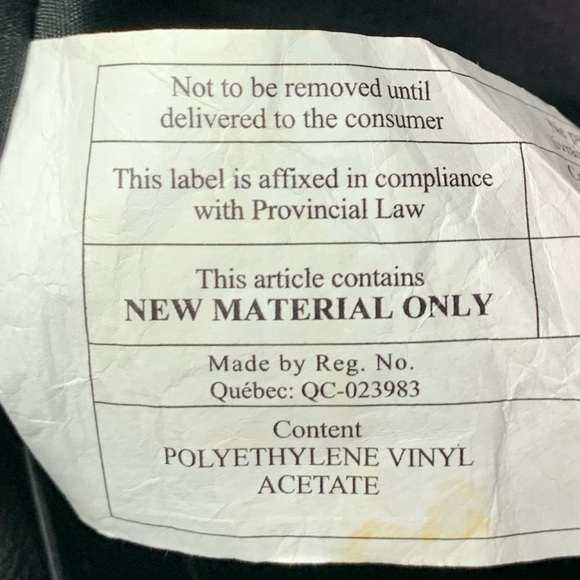 Not to be removed until
delivered to the consumer
This label is affixed in compliance
with Provincial Law
This article contains
NEW MATERIAL ONLY
Made by Reg. No.
Québec: QC-023983
Content
POLYETHYLENE VINYL
ACETATE